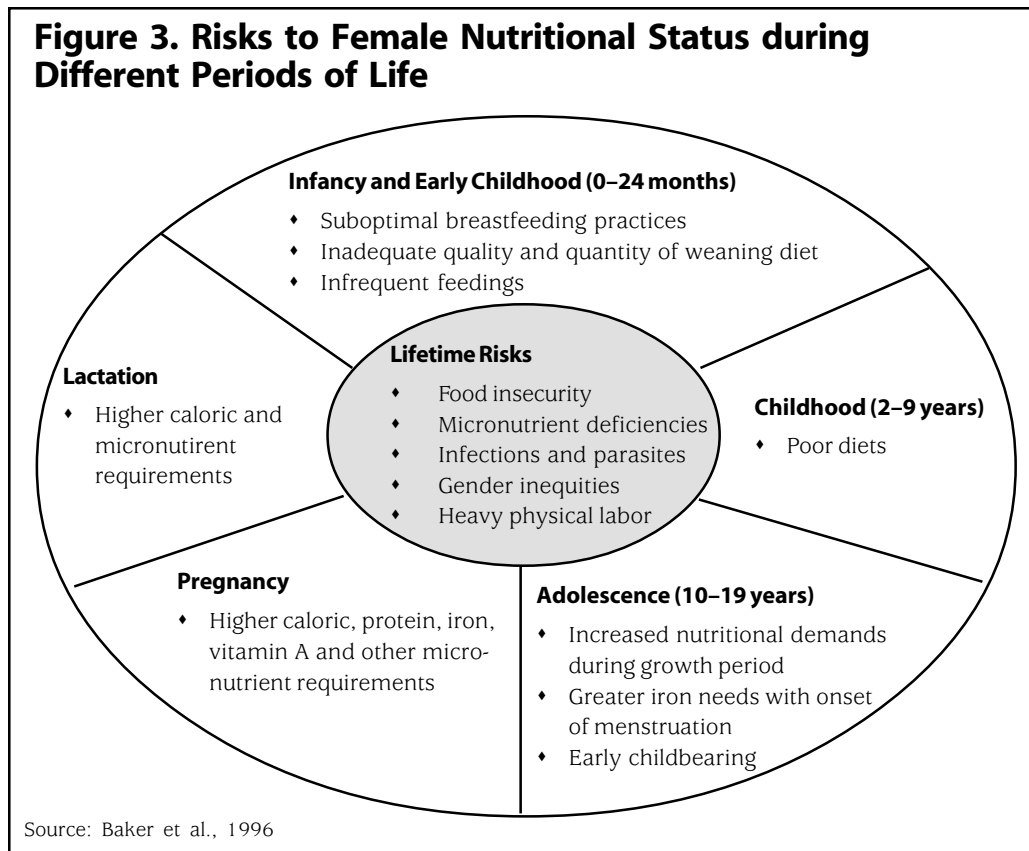 Figure 3. Risks to Female Nutritional Status during
Different Periods of Life
Infancy and Early Childhood (0–24 months)
♦ Suboptimal breastfeeding practices
♦ Inadequate quality and quantity of weaning diet
♦ Infrequent feedings
Lifetime Risks
♦ Food insecurity
♦ Micronutrient deficiencies
♦ Infections and parasites
♦ Gender inequities
♦ Heavy physical labor
Lactation
♦ Higher caloric and
micronutirent
requirements
Childhood (2–9 years)
♦ Poor diets
Pregnancy
♦ Higher caloric, protein, iron,
vitamin A and other micro-
nutrient requirements
Adolescence (10–19 years)
♦ Increased nutritional demands
during growth period
♦ Greater iron needs with onset
of menstruation
♦ Early childbearing
Source: Baker et al., 1996